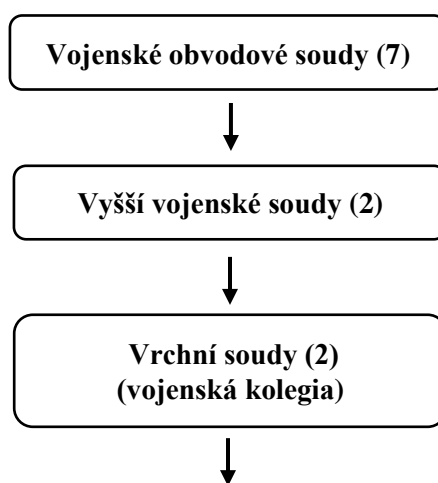 Vojenské obvodové soudy (7)
Vyšší vojenské soudy (2)
Vrchní soudy (2)
(vojenská kolegia)